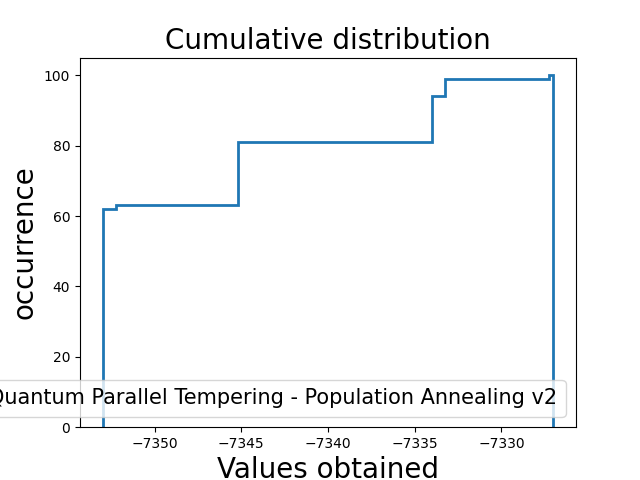 Cumulative distribution
occurrence
100
80
60
40
20
0
Quantum Parallel Tempering - Population Annealing v2
−7350 −7345 −7340 −7335 −7330
Values obtained